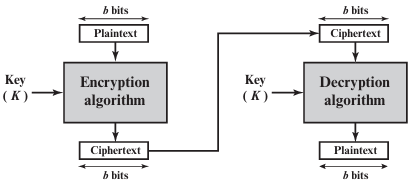 b bits
Plaintext
Key
( K )
Encryption
algorithm
Ciphertext
b bits
b bits
Ciphertext
Key
( K )
Decryption
algorithm
Plaintext
b bits